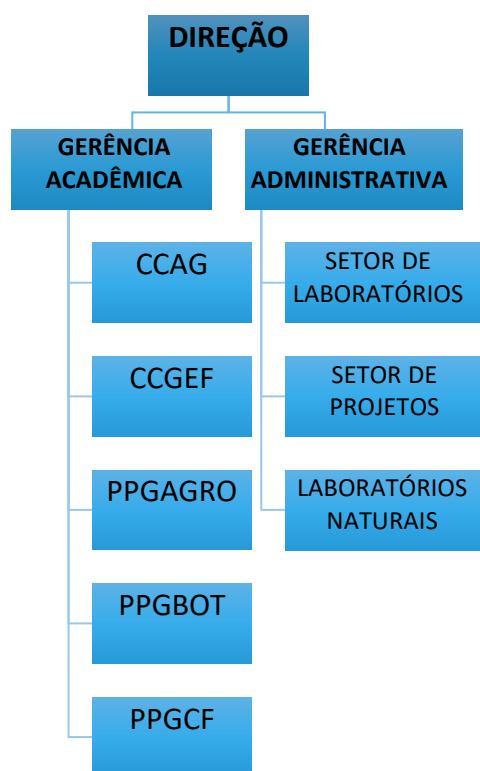 DIREÇÃO
GERÊNCIA
ACADÊMICA
CCAG
CCGEF
PPGAGRO
PPGBOT
PPGCF
GERÊNCIA
ADMINISTRATIVA
SETOR DE
LABORATÓRIOS
SETOR DE
PROJETOS
LABORATÓRIOS
NATURAIS